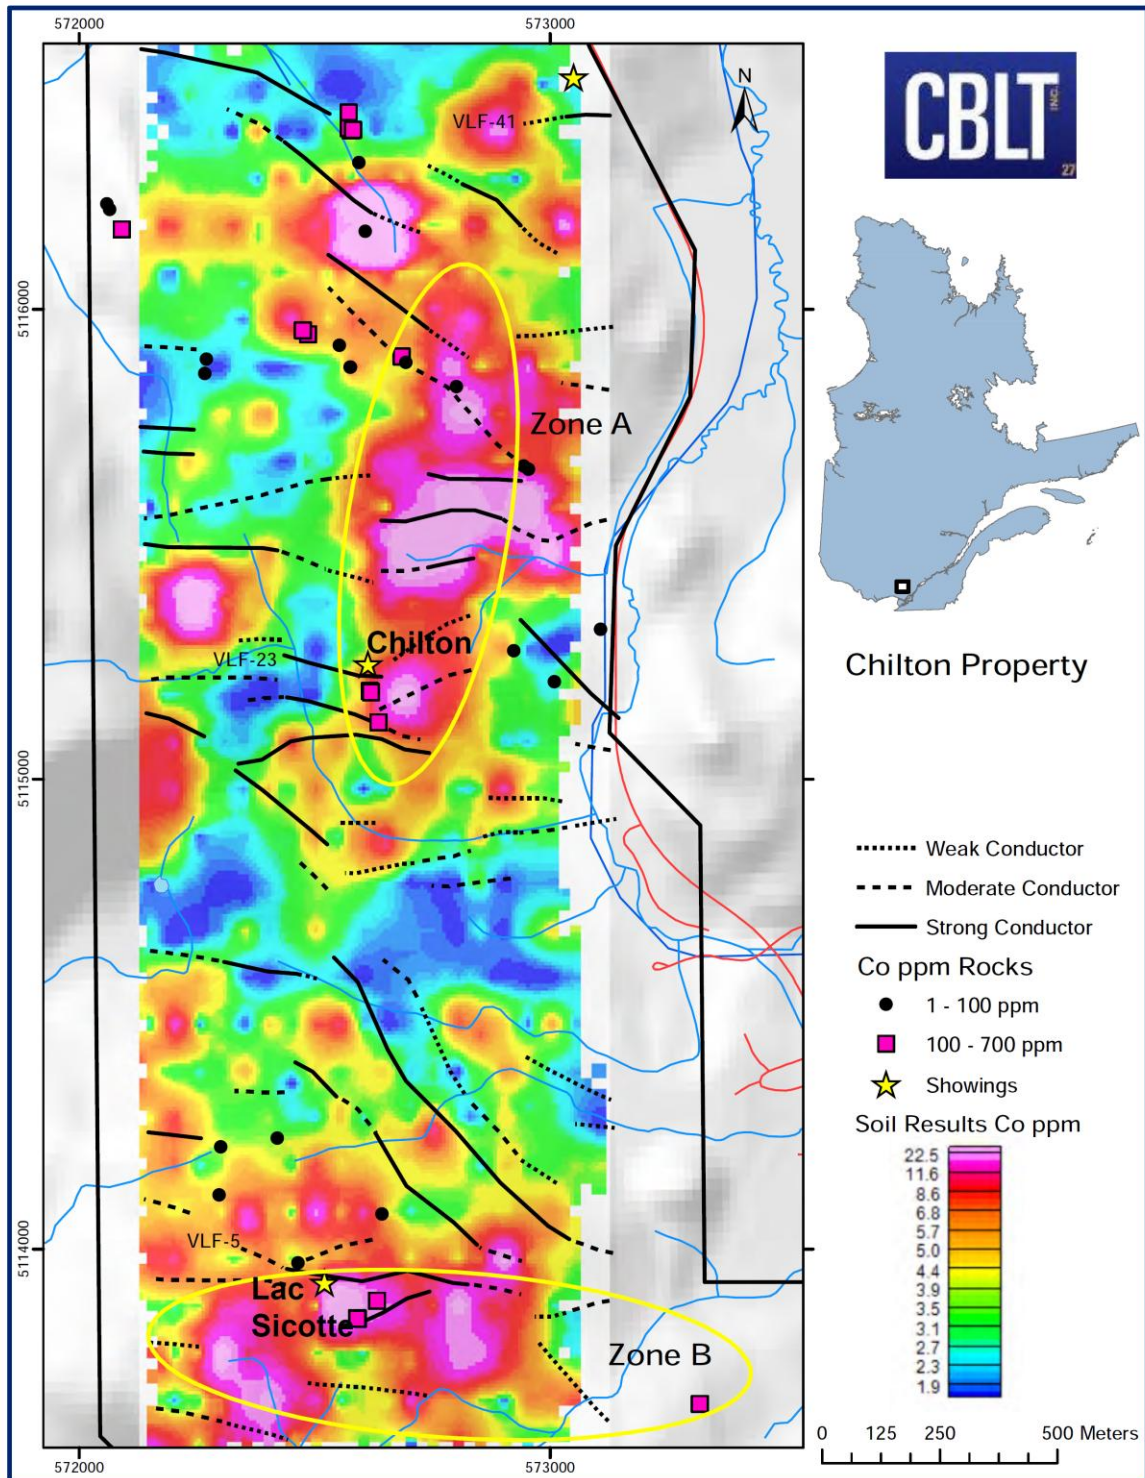 572000
573000
CBLT
INC.
27
N
VLF-41
5116000
5116000
Zone A
Chilton
VLF-23
Chilton Property
5115000
5115000
Weak Conductor
Moderate Conductor
Strong Conductor
Co ppm Rocks
1 - 100 ppm
100 - 700 ppm
Showings
Soil Results Co ppm
22.5
11.6
8.6
6.8
5.7
5.0
4.4
3.9
3.5
3.1
2.7
2.3
1.9
VLF-5
5114000
Lac
Sicotte
Zone B
0 125 250 500 Meters
572000
573000